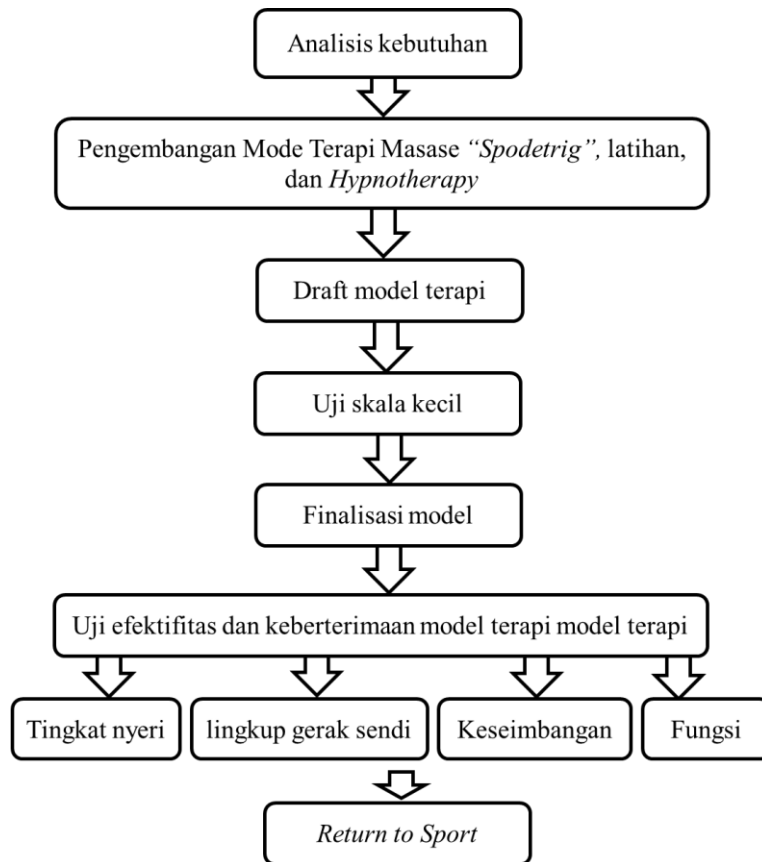 Analisis kebutuhan
Pengembangan Mode Terapi Masase “Spodetrig”, latihan,
dan Hypnotherapy
Draft model terapi
Uji skala kecil
Finalisasi model
Uji efektifitas dan keberterimaan model terapi model terapi
Tingkat nyeri
lingkup gerak sendi
Keseimbangan
Fungsi
Return to Sport